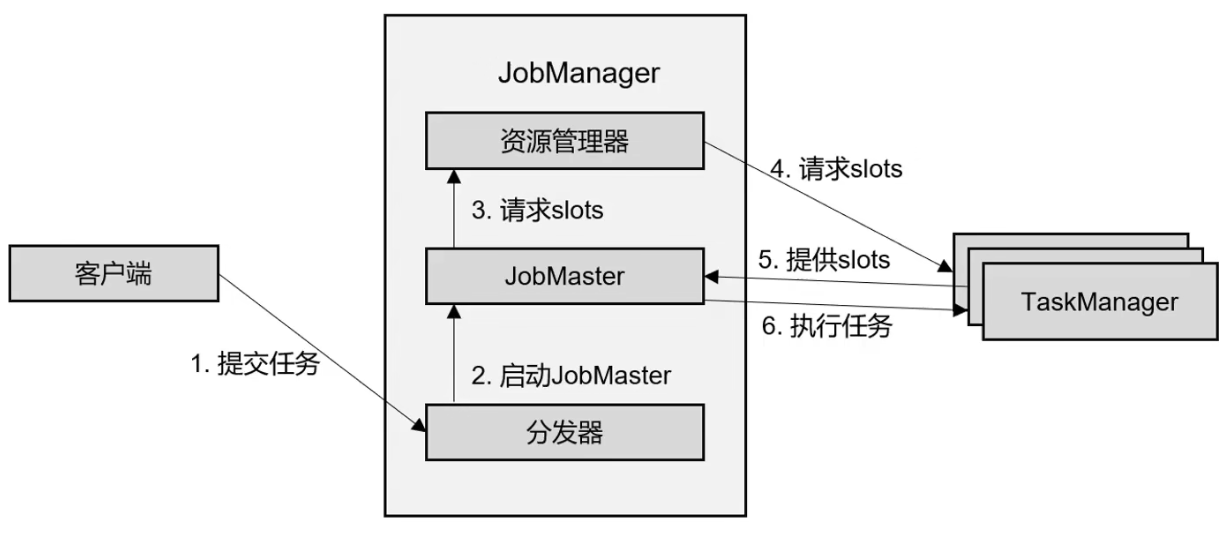 JobManager
资源管理器
4. 请求slots
3. 请求slots
客户端
JobMaster
5. 提供slots
TaskManager
6. 执行任务
1. 提交任务
2. 启动JobMaster
分发器